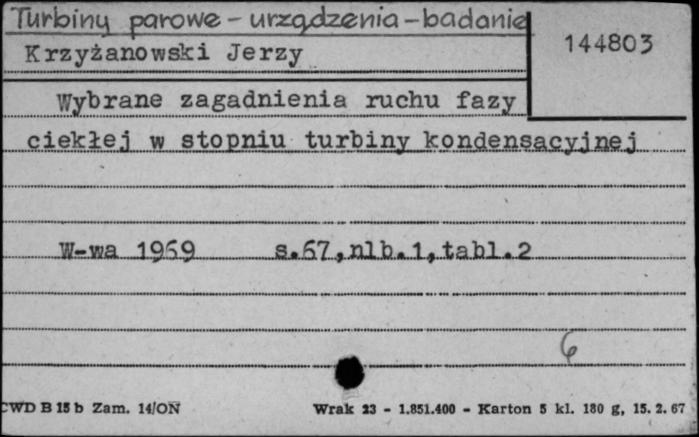 Turbiny parowe - urządzenia - badanie
144803
Krzyżanowski Jerzy
Wybrane zagadnienia ruchu fazy
ciekłej w stopniu turbiny kondensacyjnej
W-wa 1969 s.67,nlb.1,tabl.2
6
CWD B 15 b Zam. 14/ON Wrak 23 - 1.851.400 - Karton 5 kl. 180 g, 15. 2. 67